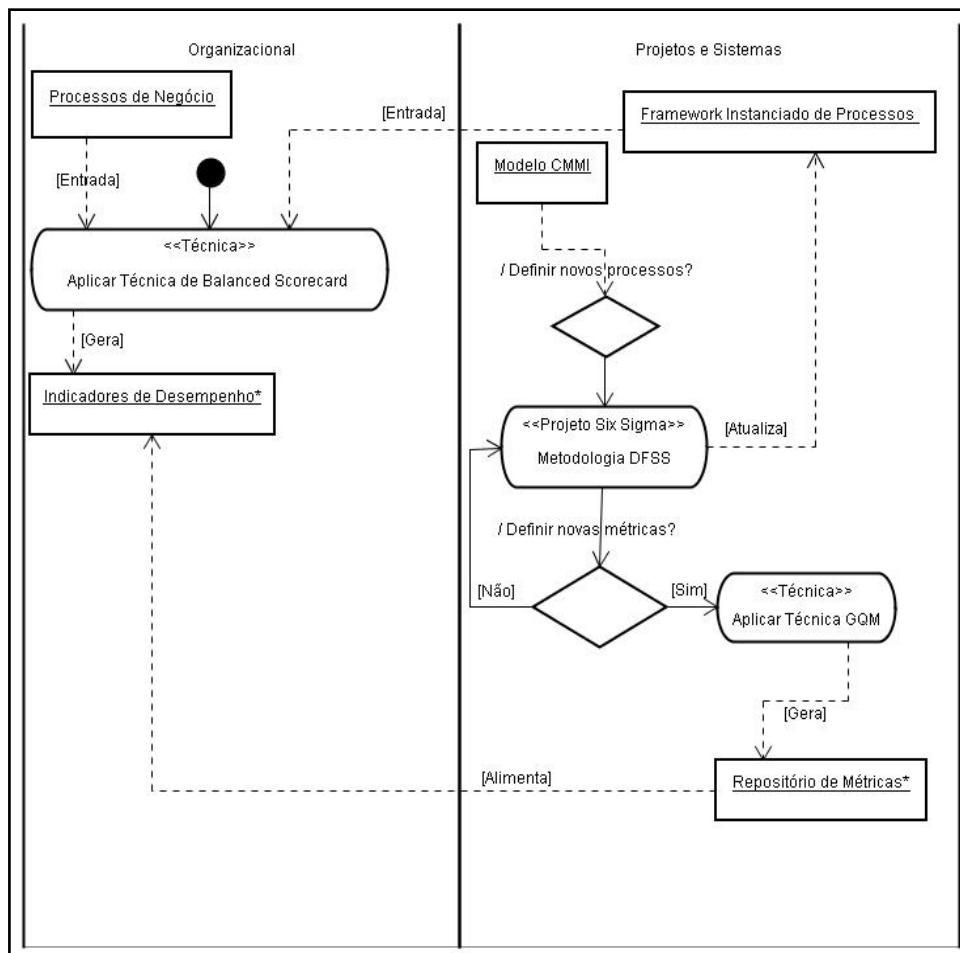 Organizacional
Projetos e Sistemas
Processos de Negócio
[Entrada]
Framework Instanciado de Processos
Modelo CMMI
[Entrada]
<<Técnica>>
Aplicar Técnica de Balanced Scorecard
/ Definir novos processos?
[Gera]
Indicadores de Desempenho*
<<Projeto Six Sigma>>
Metodologia DFSS
[Atualiza]
/ Definir novas métricas?
[Não]
[Sim]
<<Técnica>>
Aplicar Técnica GQM
[Gera]
[Alimenta]
Repositório de Métricas*